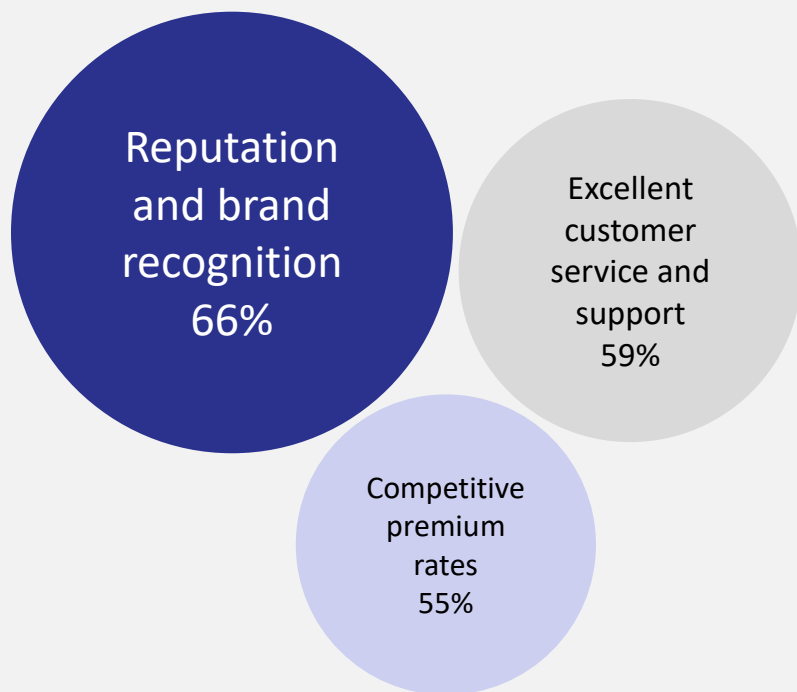 Reputation
and brand
recognition
66%
Excellent
customer
service and
support
59%
Competitive
premium
rates
55%